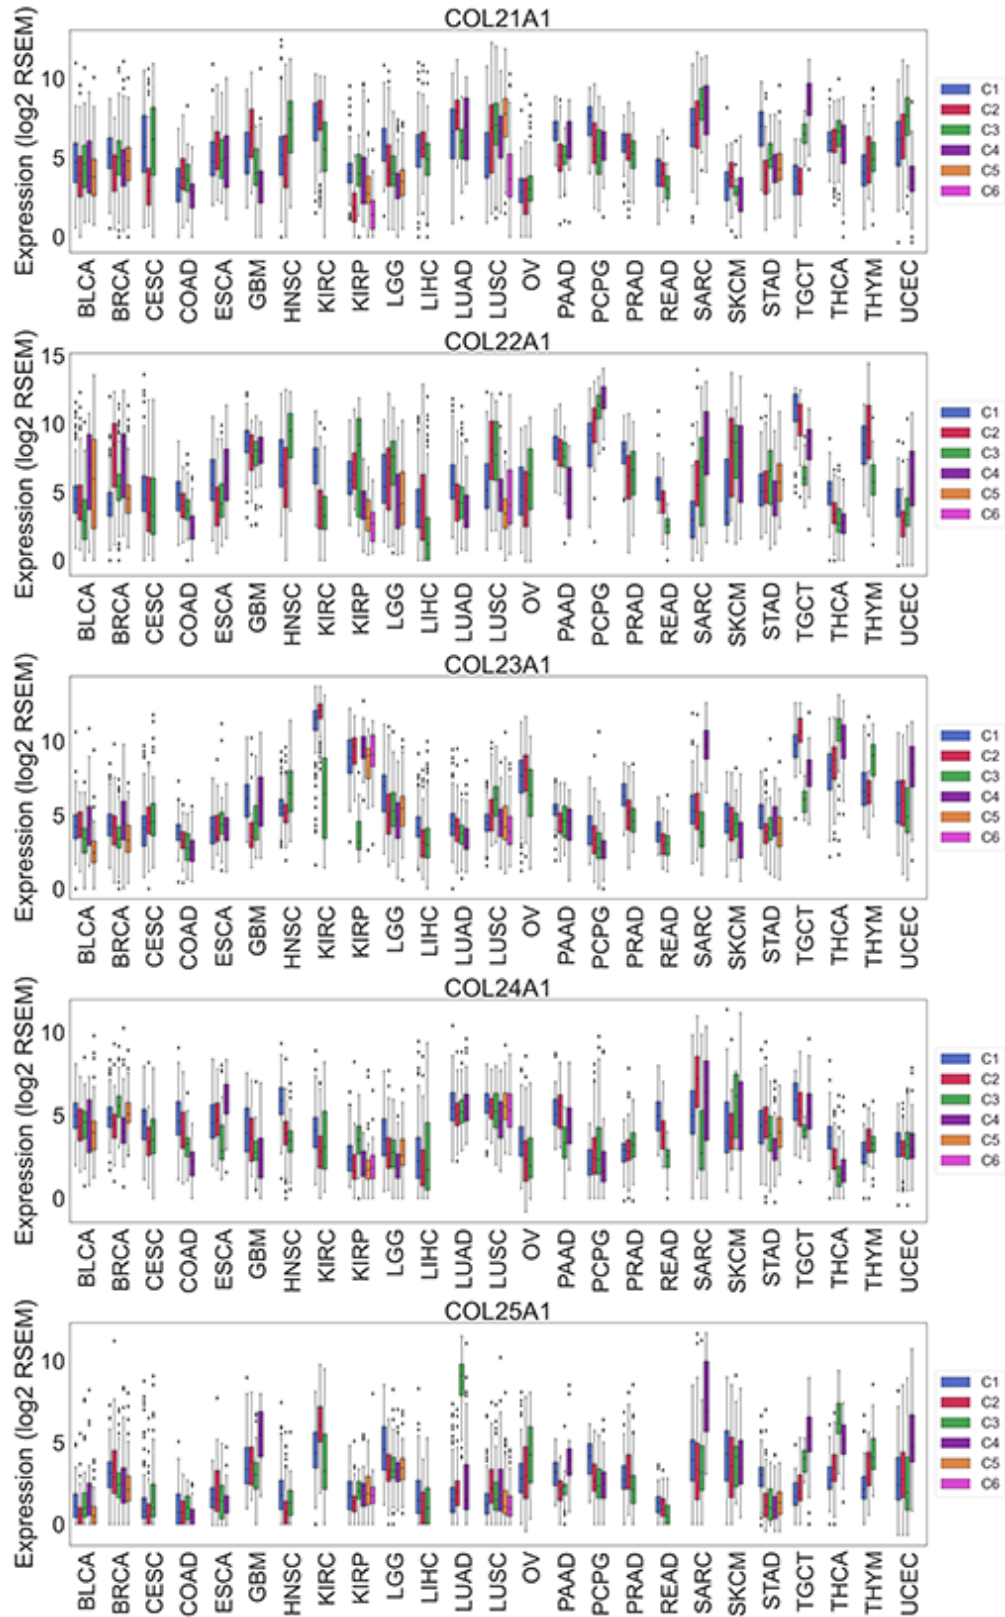 COL21A1
Expression (log2 RSEM)
10
5
0
BLCA BRCA CESC COAD ESCA GBM HNSC KIRC KIRP LGG LIHC LUAD LUSC OV PAAD PCPG PRAD READ SARC SKCM STAD TGCT THCA THYM UCEC
C1
C2
C3
C4
C5
C6
COL22A1
Expression (log2 RSEM)
15
10
5
0
BLCA BRCA CESC COAD ESCA GBM HNSC KIRC KIRP LGG LIHC LUAD LUSC OV PAAD PCPG PRAD READ SARC SKCM STAD TGCT THCA THYM UCEC
C1
C2
C3
C4
C5
C6
COL23A1
Expression (log2 RSEM)
10
5
0
BLCA BRCA CESC COAD ESCA GBM HNSC KIRC KIRP LGG LIHC LUAD LUSC OV PAAD PCPG PRAD READ SARC SKCM STAD TGCT THCA THYM UCEC
C1
C2
C3
C4
C5
C6
COL24A1
Expression (log2 RSEM)
10
5
0
BLCA BRCA CESC COAD ESCA GBM HNSC KIRC KIRP LGG LIHC LUAD LUSC OV PAAD PCPG PRAD READ SARC SKCM STAD TGCT THCA THYM UCEC
C1
C2
C3
C4
C5
C6
COL25A1
Expression (log2 RSEM)
10
5
0
BLCA BRCA CESC COAD ESCA GBM HNSC KIRC KIRP LGG LIHC LUAD LUSC OV PAAD PCPG PRAD READ SARC SKCM STAD TGCT THCA THYM UCEC
C1
C2
C3
C4
C5
C6